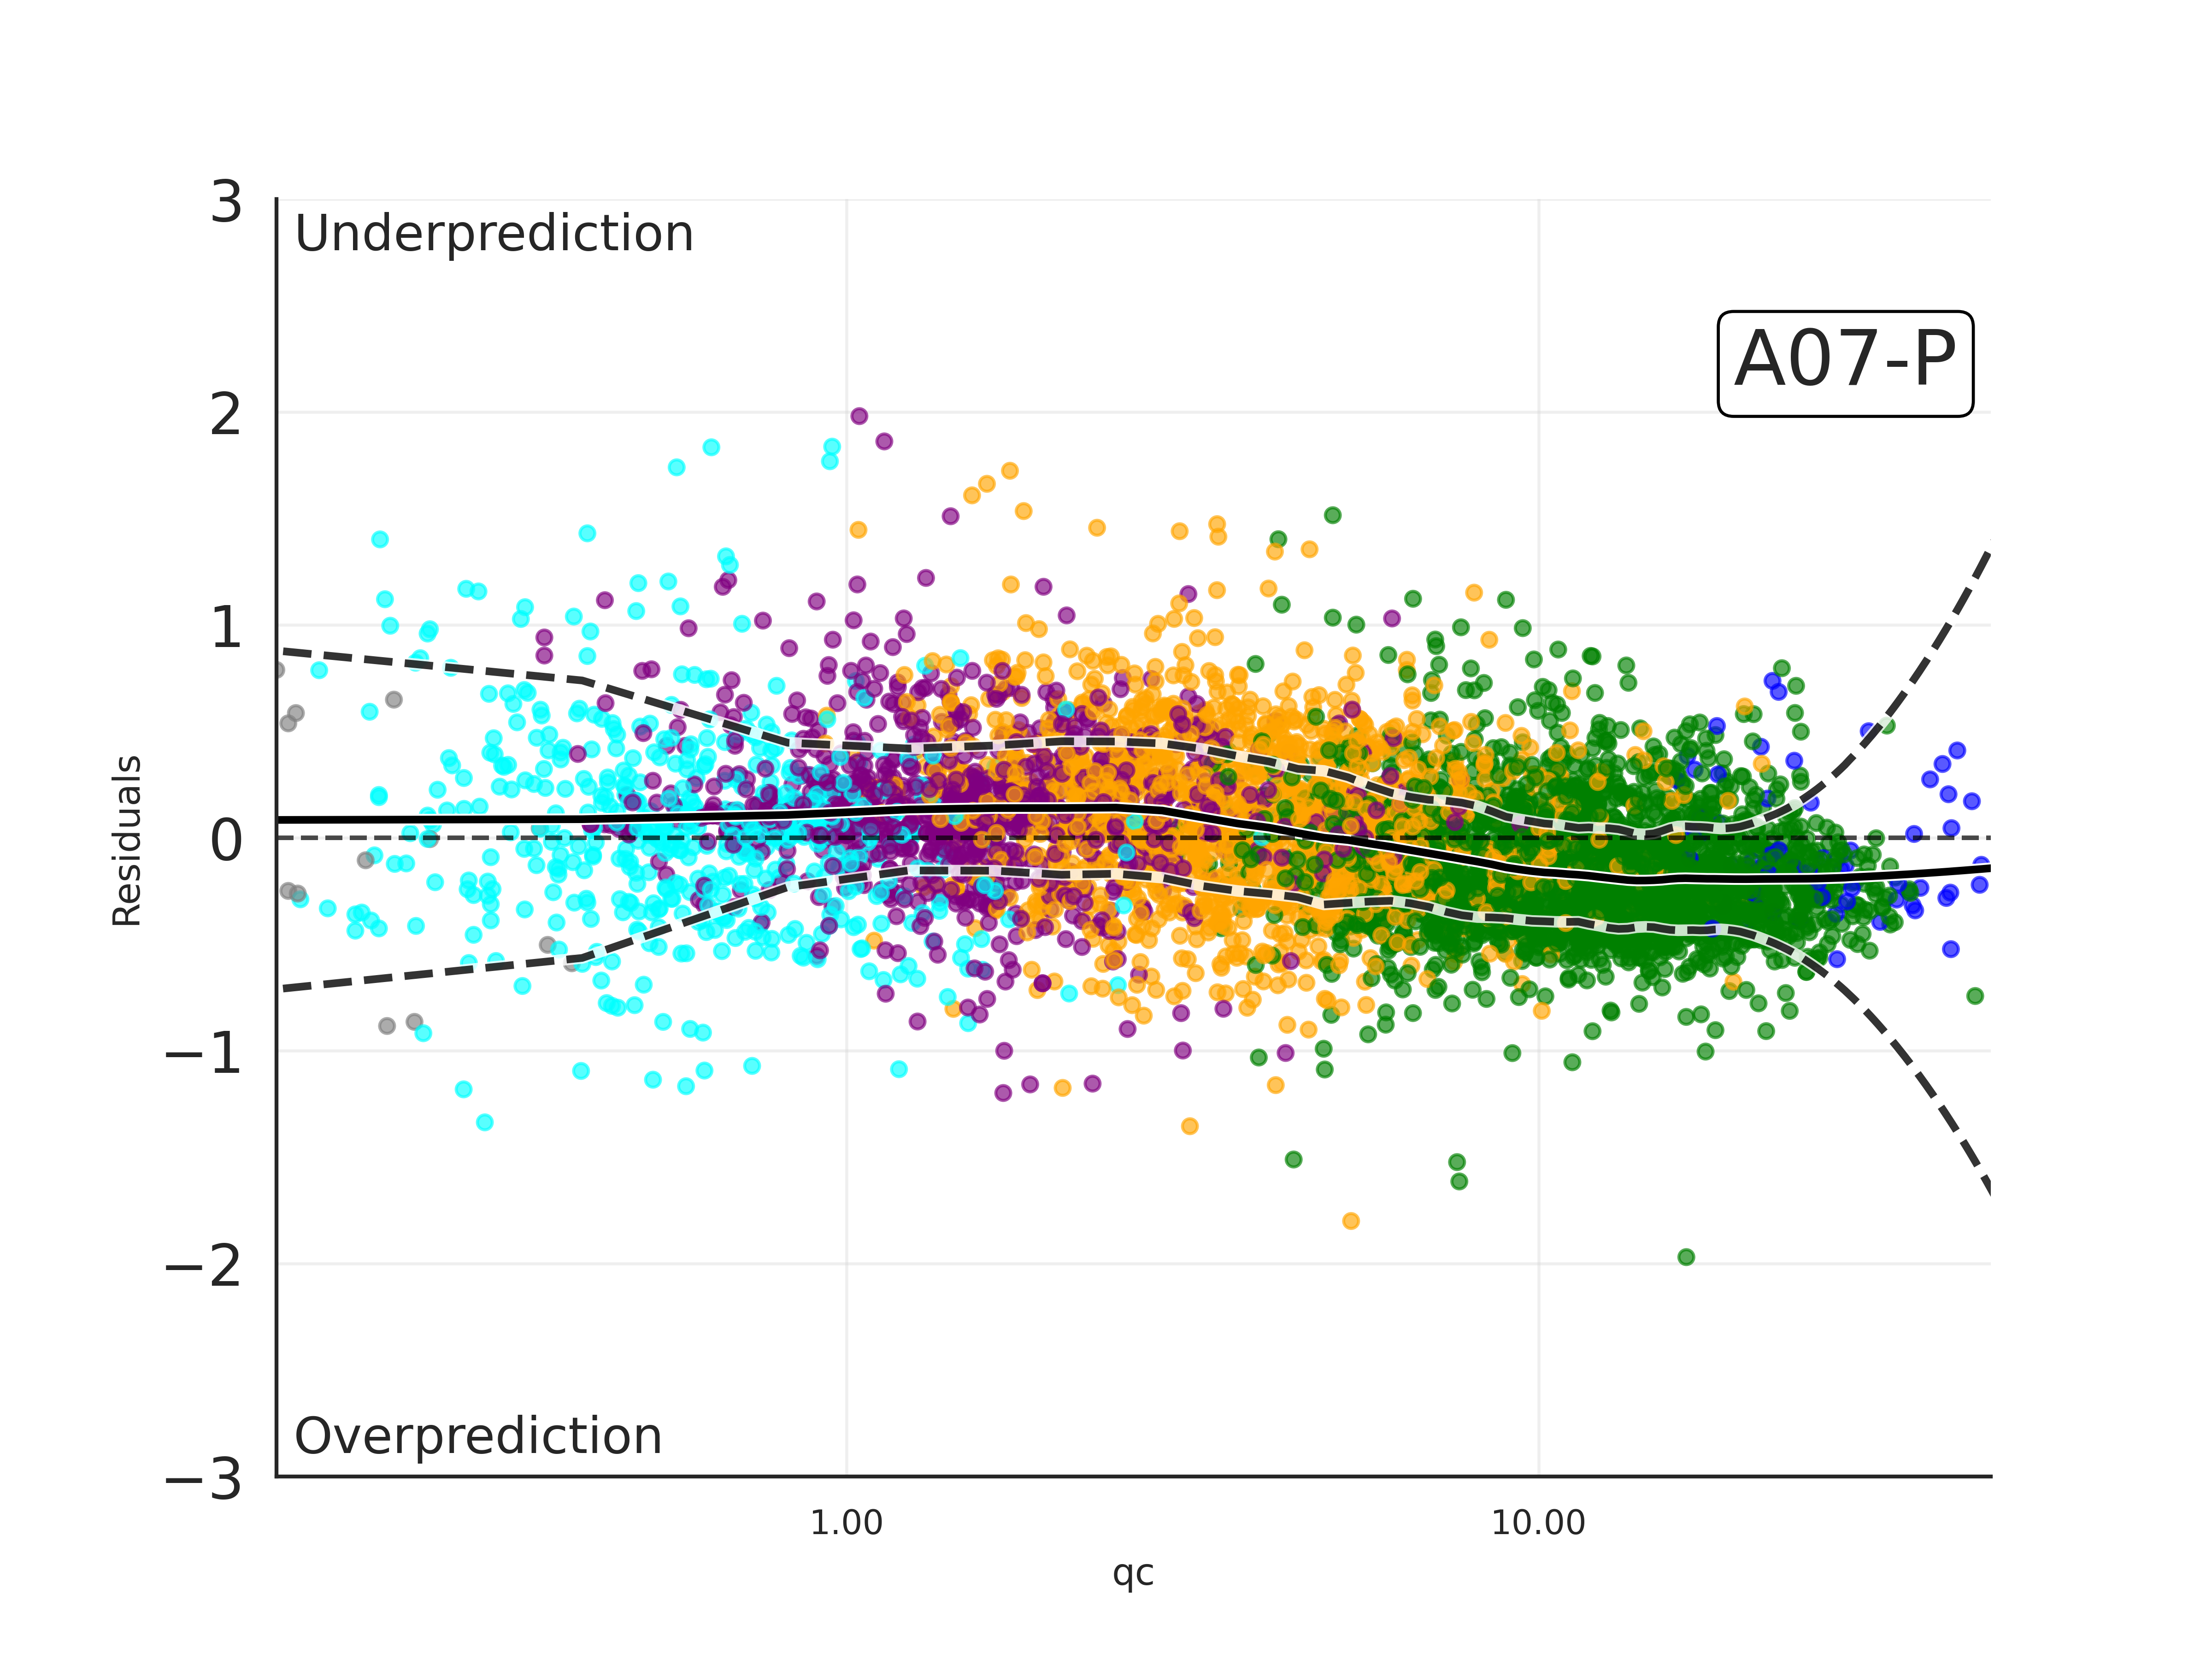 3
Underprediction
A07-P
2
1
0
−1
−2
−3
Residuals
Overprediction
1.00
10.00
qc